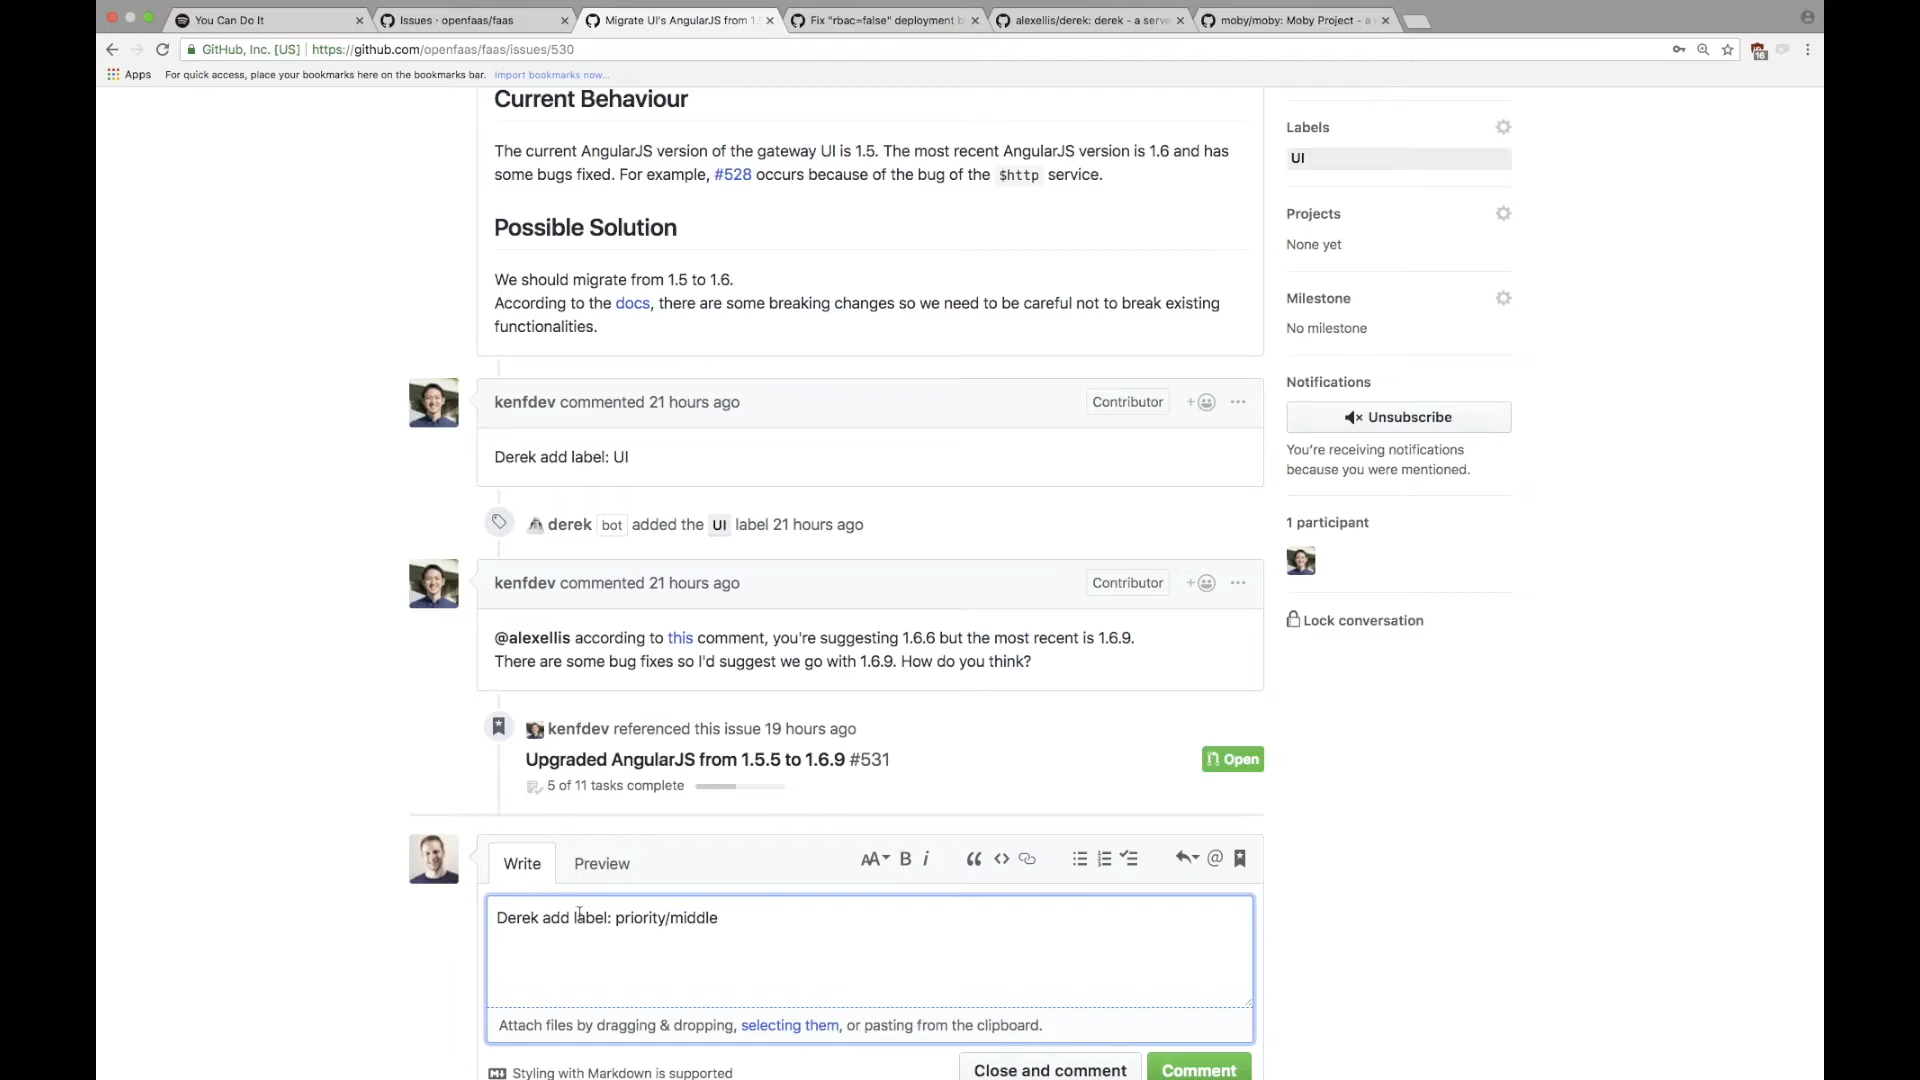 You Can Do It
Issues · openfaas/faas
Migrate UI's AngularJS from 1.
Fix "rbac=false" deployment b
alexellis/derek: derek - a serve
moby/moby: Moby Project - a
GitHub, Inc. [US]
https://github.com/openfaas/faas/issues/530
16
Apps
For quick access, place your bookmarks here on the bookmarks bar.
Import bookmarks now...
Current Behaviour
The current AngularJS version of the gateway UI is 1.5. The most recent AngularJS version is 1.6 and has
some bugs fixed. For example, #528 occurs because of the bug of the $http service.
Possible Solution
We should migrate from 1.5 to 1.6.
According to the docs, there are some breaking changes so we need to be careful not to break existing
functionalities.
kenfdev commented 21 hours ago
Contributor
Derek add label: UI
derek bot added the UI label 21 hours ago
kenfdev commented 21 hours ago
Contributor
@alexellis according to this comment, you're suggesting 1.6.6 but the most recent is 1.6.9.
There are some bug fixes so I'd suggest we go with 1.6.9. How do you think?
kenfdev referenced this issue 19 hours ago
Upgraded AngularJS from 1.5.5 to 1.6.9 #531
Open
5 of 11 tasks complete
Write
Preview
AA
B
i
@
Derek add label: priority/middle
Attach files by dragging & dropping, selecting them, or pasting from the clipboard.
Styling with Markdown is supported
Close and comment
Comment
Labels
UI
Projects
None yet
Milestone
No milestone
Notifications
Unsubscribe
You're receiving notifications
because you were mentioned.
1 participant
Lock conversation